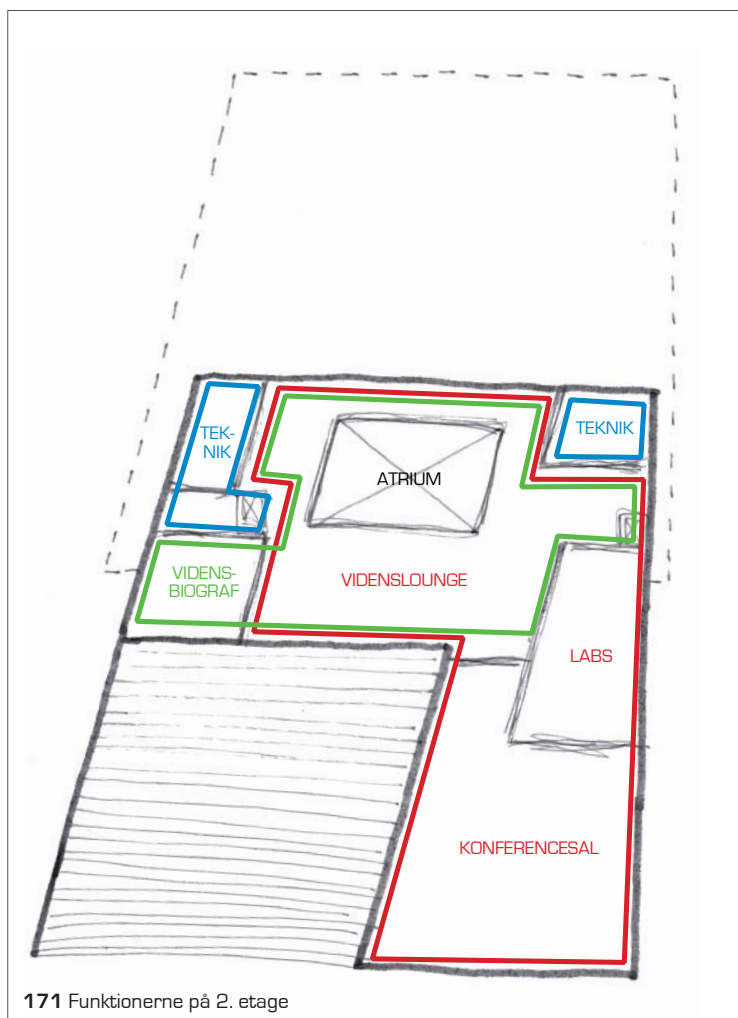 TEK-
NIK
TEKNIK
ATRIUM
VIDENS-
BIOGRAF
VIDENSLOUNGE
LABS
KONFERENCESAL
171 Funktionerne på 2. etage